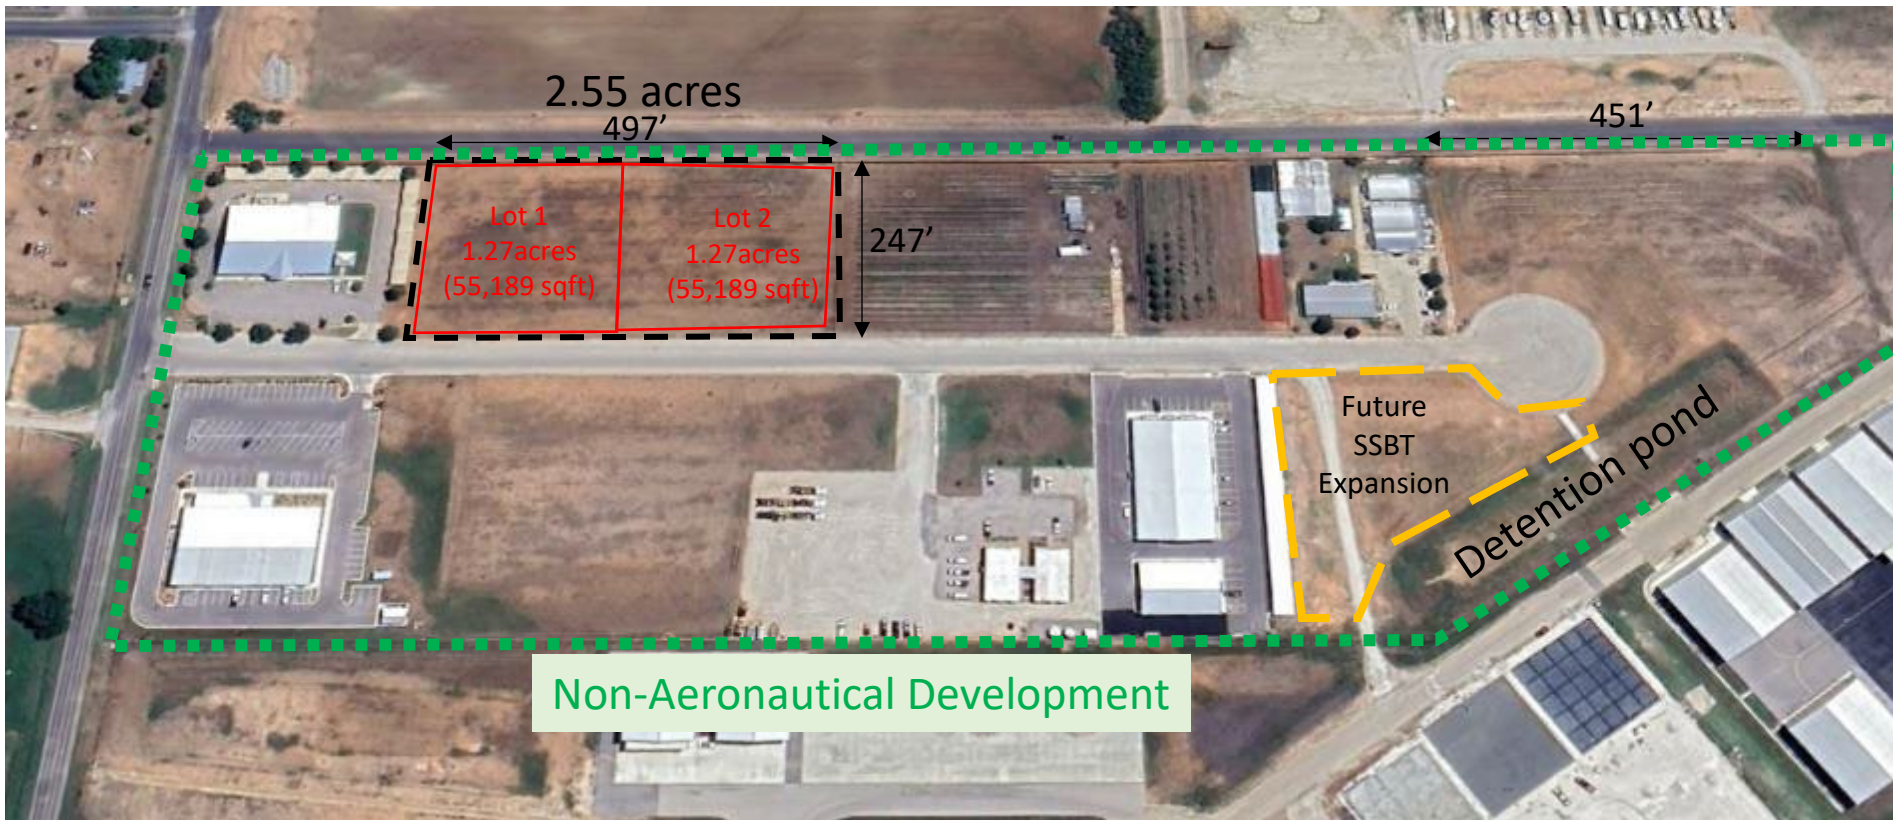 2.55 acres
497’
451’
Lot 1
1.27acres
(55,189 sqft)
Lot 2
1.27acres
(55,189 sqft)
247’
Future
SSBT
Expansion
Detention pond
Non-Aeronautical Development